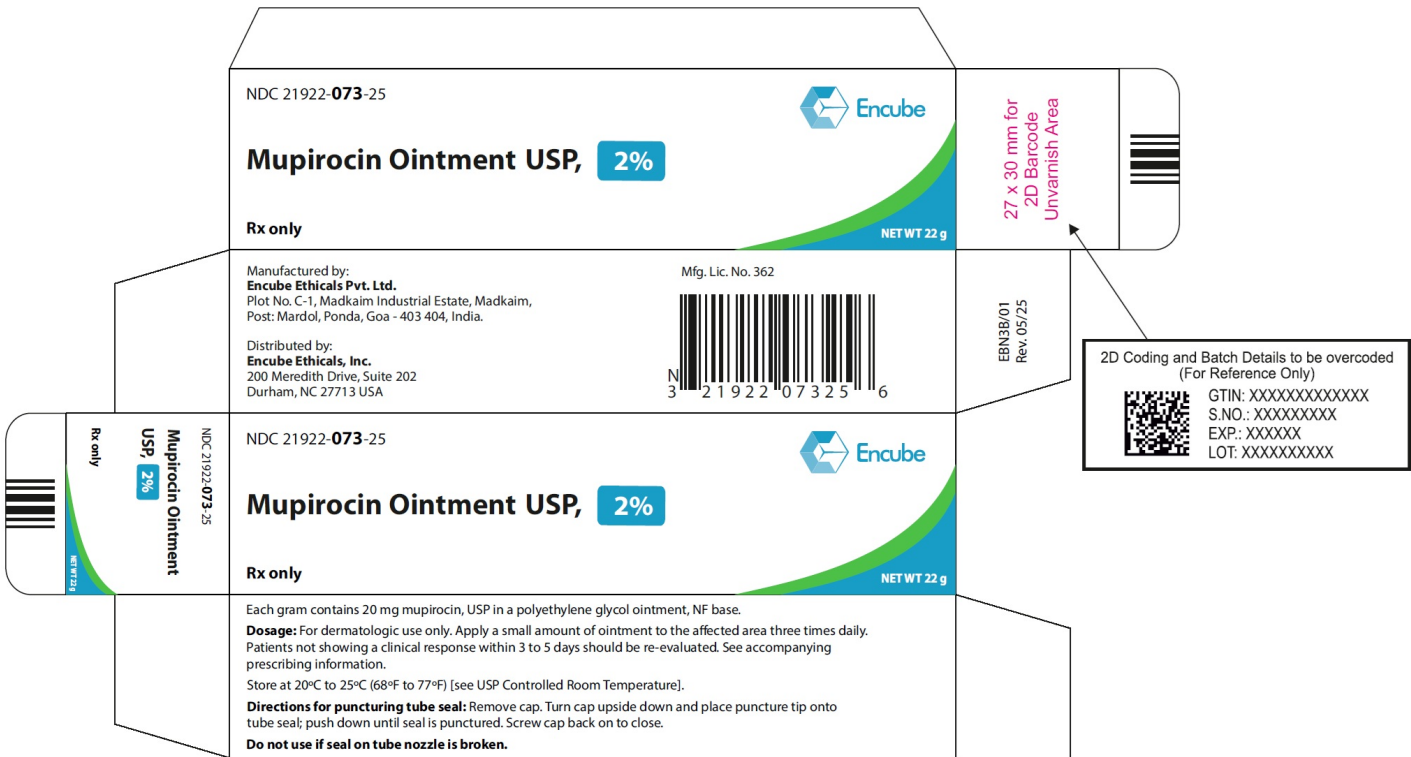 NDC 21922-073-25
Encube
Mupirocin Ointment USP, 2%
Rx only
NET WT 22 g
27 x 30 mm for
2D Barcode
Unvarnish Area
Manufactured by:
Encube Ethicals Pvt. Ltd.
Plot No. C-1, Madkaim Industrial Estate, Madkaim,
Post: Mardol, Ponda, Goa - 403 404, India.
Distributed by:
Encube Ethicals, Inc.
200 Meredith Drive, Suite 202
Durham, NC 27713 USA
Mfg. Lic. No. 362
N
3 21922 07325 6
EBN3B/01
Rev. 05/25
2D Coding and Batch Details to be overcoded
(For Reference Only)
GTIN: XXXXXXXXXXXXX
S.NO.: XXXXXXXXX
EXP.: XXXXXX
LOT: XXXXXXXXXX
NDC 21922-073-25
Mupirocin Ointment
USP, 2%
Rx only
NET WT 22 g
NDC 21922-073-25
Encube
Mupirocin Ointment USP, 2%
Rx only
NET WT 22 g
Each gram contains 20 mg mupirocin, USP in a polyethylene glycol ointment, NF base.
Dosage: For dermatologic use only. Apply a small amount of ointment to the affected area three times daily.
Patients not showing a clinical response within 3 to 5 days should be re-evaluated. See accompanying
prescribing information.
Store at 20ºC to 25ºC (68ºF to 77ºF) [see USP Controlled Room Temperature].
Directions for puncturing tube seal: Remove cap. Turn cap upside down and place puncture tip onto
tube seal; push down until seal is punctured. Screw cap back on to close.
Do not use if seal on tube nozzle is broken.